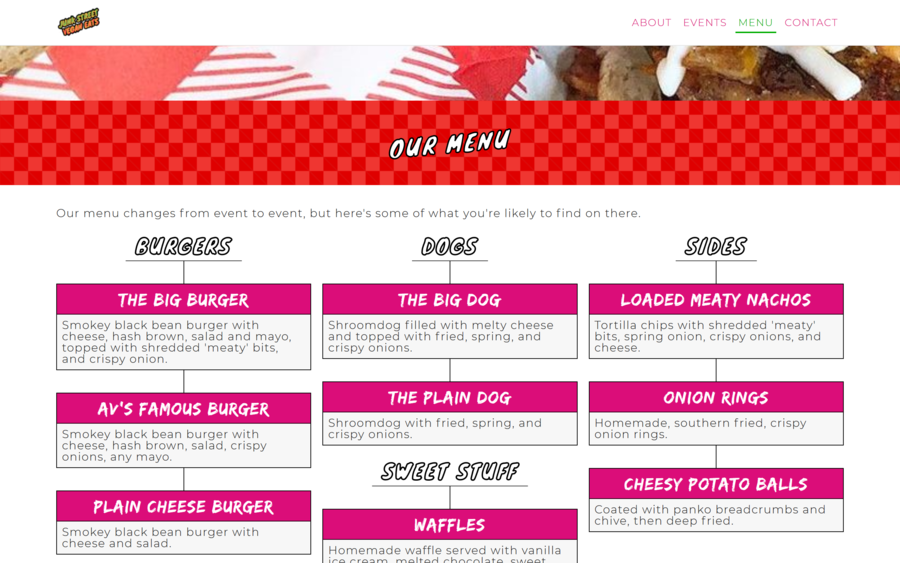 JUNK STREET
VEGAN EATS
ABOUT EVENTS MENU CONTACT
OUR MENU
Our menu changes from event to event, but here's some of what you're likely to find on there.
BURGERS
THE BIG BURGER
Smokey black bean burger with
cheese, hash brown, salad and mayo,
topped with shredded 'meaty' bits,
and crispy onion.
AV'S FAMOUS BURGER
Smokey black bean burger with
cheese, hash brown, salad, crispy
onions, any mayo.
PLAIN CHEESE BURGER
Smokey black bean burger with
cheese and salad.
DOGS
THE BIG DOG
Shroomdog filled with melty cheese
and topped with fried, spring, and
crispy onions.
THE PLAIN DOG
Shroomdog with fried, spring, and
crispy onions.
SWEET STUFF
WAFFLES
Homemade waffle served with vanilla
ice cream, melted chocolate, sweet
SIDES
LOADED MEATY NACHOS
Tortilla chips with shredded 'meaty'
bits, spring onion, crispy onions, and
cheese.
ONION RINGS
Homemade, southern fried, crispy
onion rings.
CHEESY POTATO BALLS
Coated with panko breadcrumbs and
chive, then deep fried.